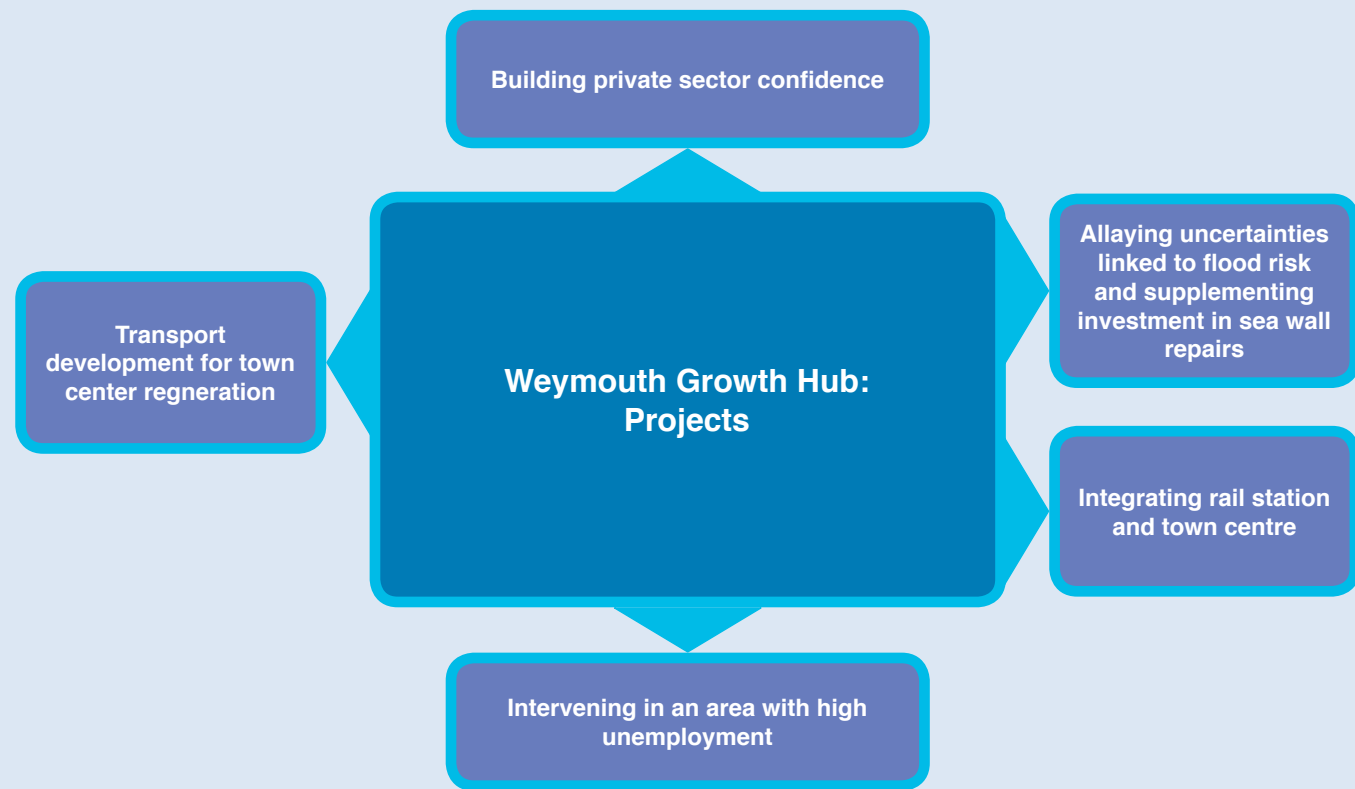 Building private sector confidence
Allaying uncertainties
linked to flood risk
and supplementing
investment in sea wall
repairs
Transport
development for town
center regneration
Weymouth Growth Hub:
Projects
Integrating rail station
and town centre
Intervening in an area with high
unemployment